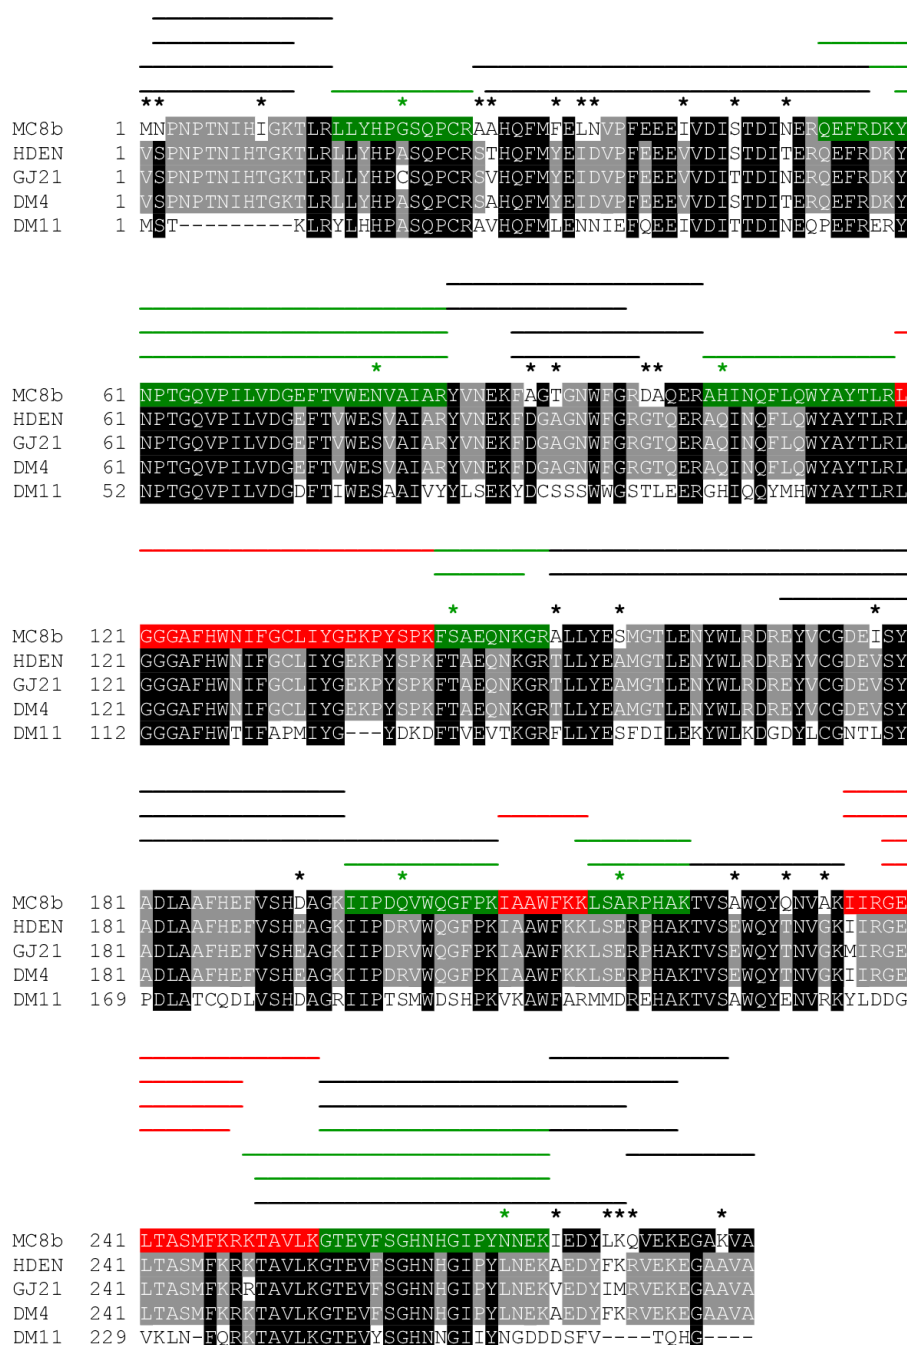 ** * * ** * ** * * *
MC8b 1 MNPNPTNIHIGKTLRLLYHPGSQPCRAAHQFMFELNVPFEEEIVDISTDINERQEFRDKY
HDEN 1 VSPNPTNIHTGKTLRLLYHPASQPCRSTHQFMYEIDVPFEEEVVDISTDITERQEFRDKY
GJ21 1 VSPNPTNIHTGKTLRLLYHPCSQPCRSVHQFMYEIDVPFEEEVVDITTDINERQEFRDKY
DM4 1 VSPNPTNIHTGKTLRLLYHPASQPCRSAHQFMYEIDVPFEEEVVDISTDITERQEFRDKY
DM11 1 MST---------KLRYLHHPASQPCRAVHQFMLENNIEFQEEIVDITTDINEQPEFRERY
* * * ** *
MC8b 61 NPTGQVPILVDGEFTVWENVAIARYVNEKFAGTGNWFGRDAQERAHINQFLQWYAYTLRL
HDEN 61 NPTGQVPILVDGEFTVWESVAIARYVNEKFDGAGNWFGRGTQERAQINQFLQWYAYTLRL
GJ21 61 NPTGQVPILVDGEFTVWESVAIARYVNEKFDGAGNWFGRGTQERAQINQFLQWYAYTLRL
DM4 61 NPTGQVPILVDGEFTVWESVAIARYVNEKFDGAGNWFGRGTQERAQINQFLQWYAYTLRL
DM11 52 NPTGQVPILVDGDFTIWESAAIVYYLSEKYDCSSSWWGSTLEERGHIQQYMHWYAYTLRL
* * * *
MC8b 121 GGGAFHWNIFGCLIYGEKPYSPKFSAEQNKGRALLYESMGTLENYWLRDREYVCGDEISY
HDEN 121 GGGAFHWNIFGCLIYGEKPYSPKFTAEQNKGRTLLYEAMGTLENYWLRDREYVCGDEVSY
GJ21 121 GGGAFHWNIFGCLIYGEKPYSPKFTAEQNKGRTLLYEAMGTLENYWLRDREYVCGDEVSY
DM4 121 GGGAFHWNIFGCLIYGEKPYSPKFTAEQNKGRTLLYEAMGTLENYWLRDREYVCGDEVSY
DM11 112 GGGAFHWTIFAPMIYG---YDKDFTVEVTKGRFLLYESFDILEKYWLKDGDYLCGNTLSY
* * * * * *
MC8b 181 ADLAAFHEFVSHDAGKIIPDQVWQGFPKIAAWFKKLSARPHAKTVSAWQYQNVAKIIRGE
HDEN 181 ADLAAFHEFVSHEAGKIIPDRVWQGFPKIAAWFKKLSERPHAKTVSEWQYTNVGKIIRGE
GJ21 181 ADLAAFHEFVSHEAGKIIPDRVWQGFPKIAAWFKKLSERPHAKTVSEWQYTNVGKMIRGE
DM4 181 ADLAAFHEFVSHEAGKIIPDRVWQGFPKIAAWFKKLSERPHAKTVSEWQYTNVGKIIRGE
DM11 169 PDLATCQDLVSHDAGRIIPTSMWDSHPKVKAWFARMMDREHAKTVSAWQYENVRKYLDDG
* * *** *
MC8b 241 LTASMFKRKTAVLKGTEVFSGHNHGIPYNNEKIEDYLKQVEKEGAKVA
HDEN 241 LTASMFKRKTAVLKGTEVFSGHNHGIPYLNEKAEDYFKRVEKEGAAVA
GJ21 241 LTASMFKRRTAVLKGTEVFSGHNHGIPYLNEKVEDYIMRVEKEGAAVA
DM4 241 LTASMFKRKTAVLKGTEVFSGHNHGIPYLNEKAEDYFKRVEKEGAAVA
DM11 229 VKLN-FQRKTAVLKGTEVYSGHNNGIIYNGDDDSFV----TQHG----